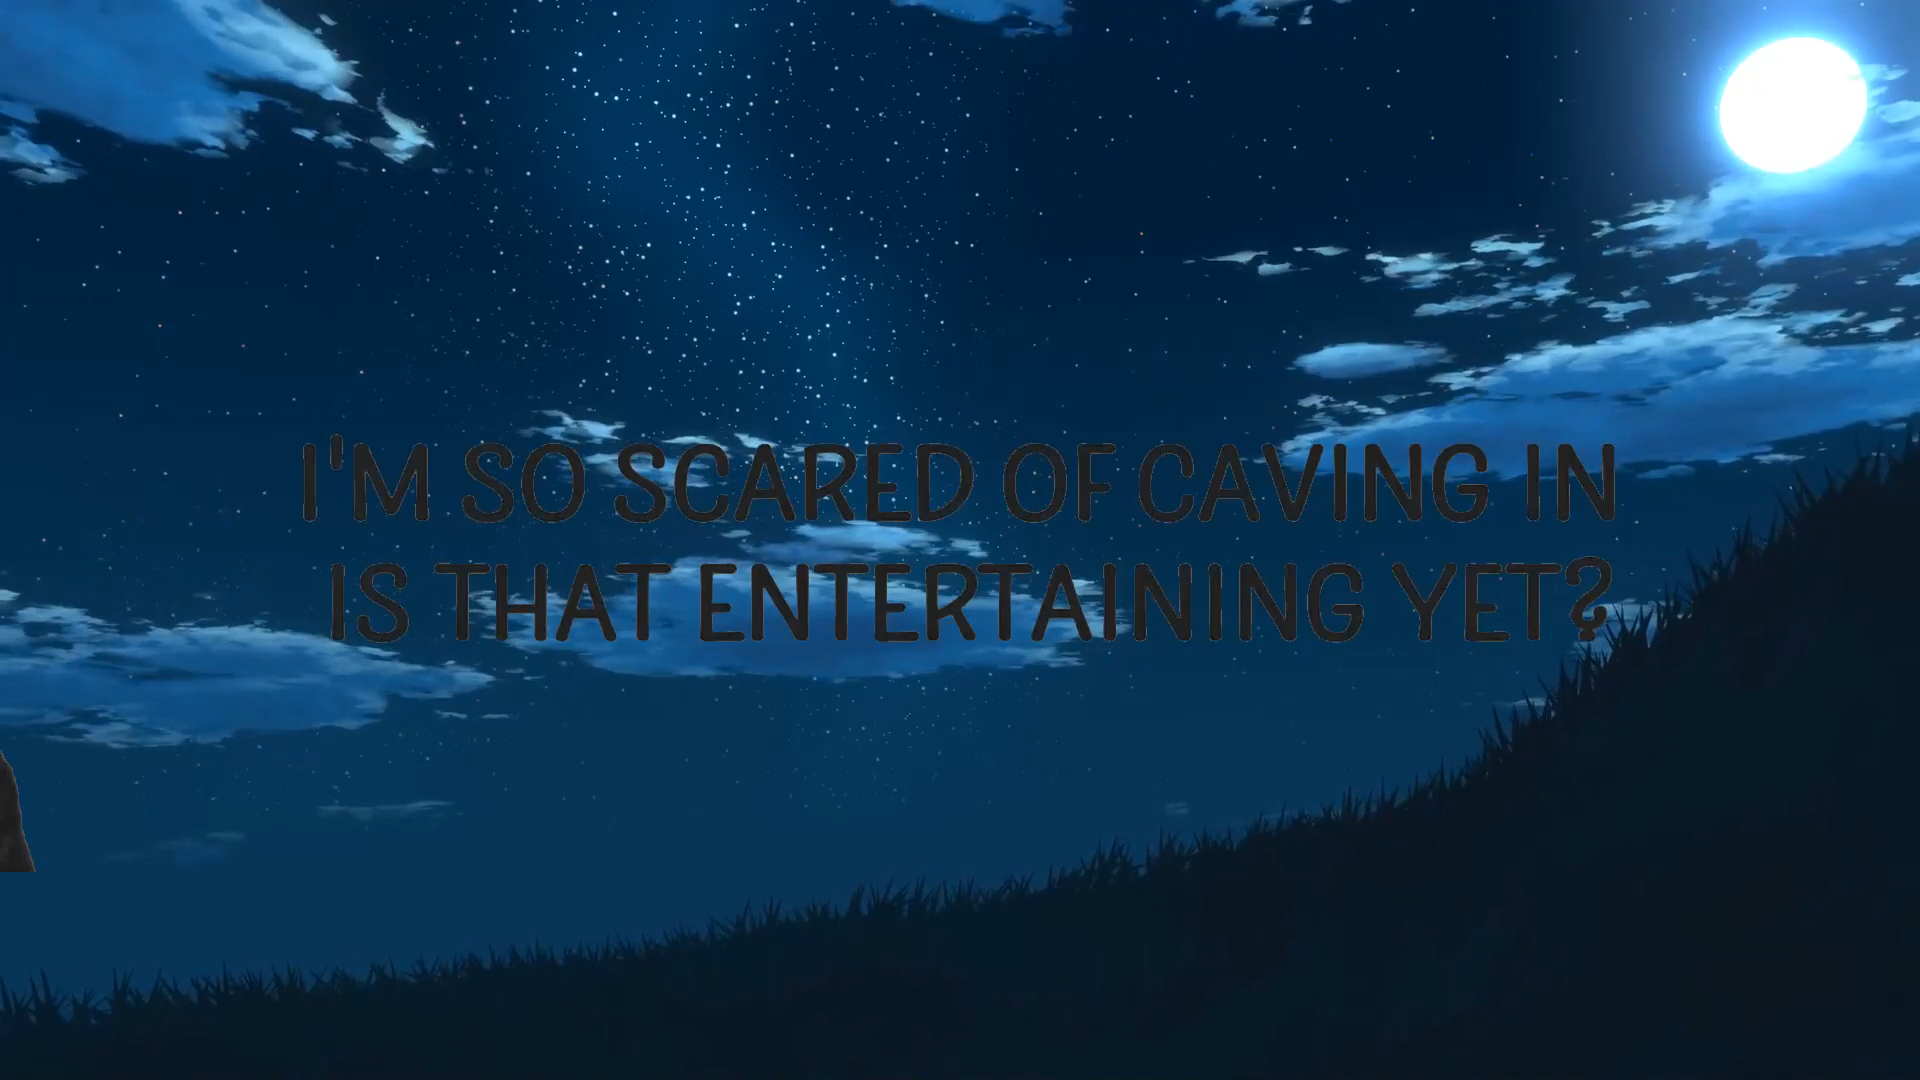 I'M SO SCARED OF CAVING IN
IS THAT ENTERTAINING YET?